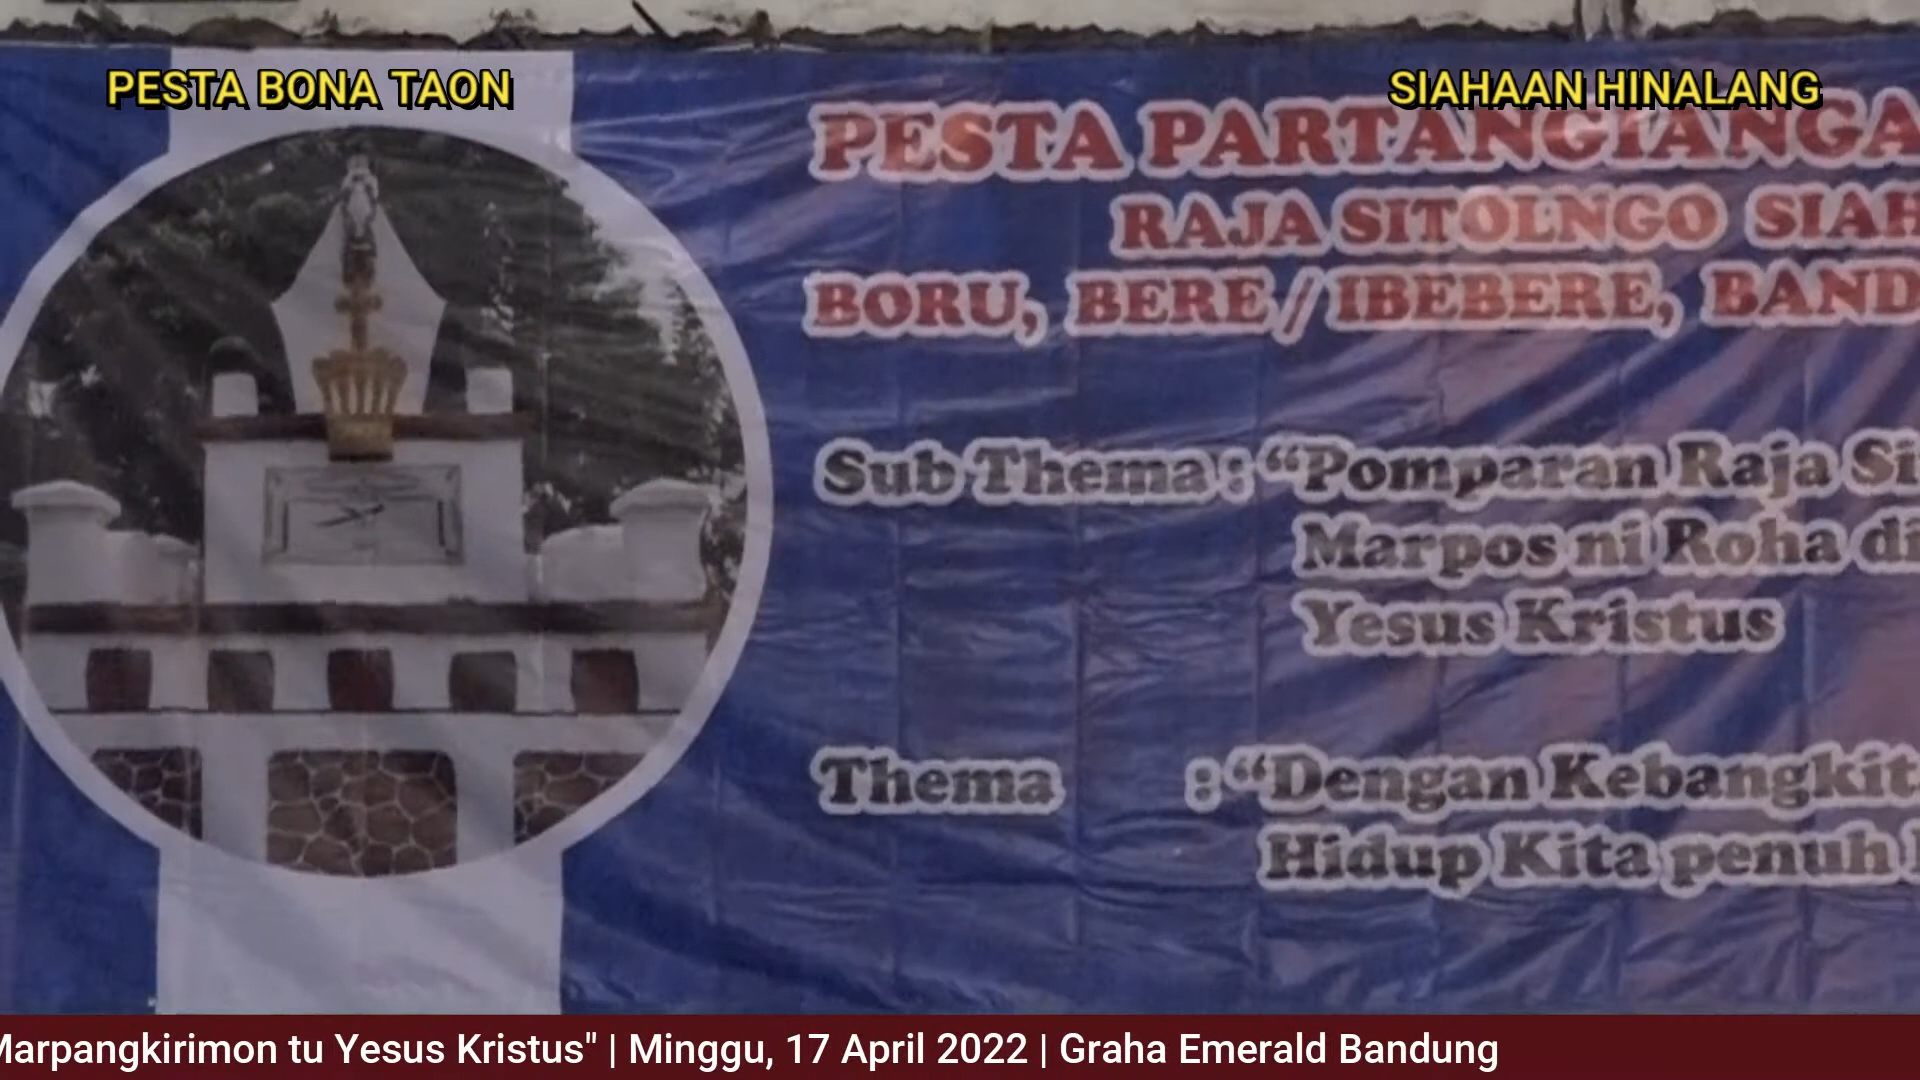 PESTA BONA TAON
SIAHAAN HINALANG
PESTA PARTANGIANGA
RAJA SITOLNGO SIAH
BORU, BERE / IBEBERE, BAND
Sub Thema : “Pomparan Raja Si
Marpos ni Roha di
Yesus Kristus
Thema : “Dengan Kebangkit
Hidup Kita penuh
Marpangkirimon tu Yesus Kristus" | Minggu, 17 April 2022 | Graha Emerald Bandung